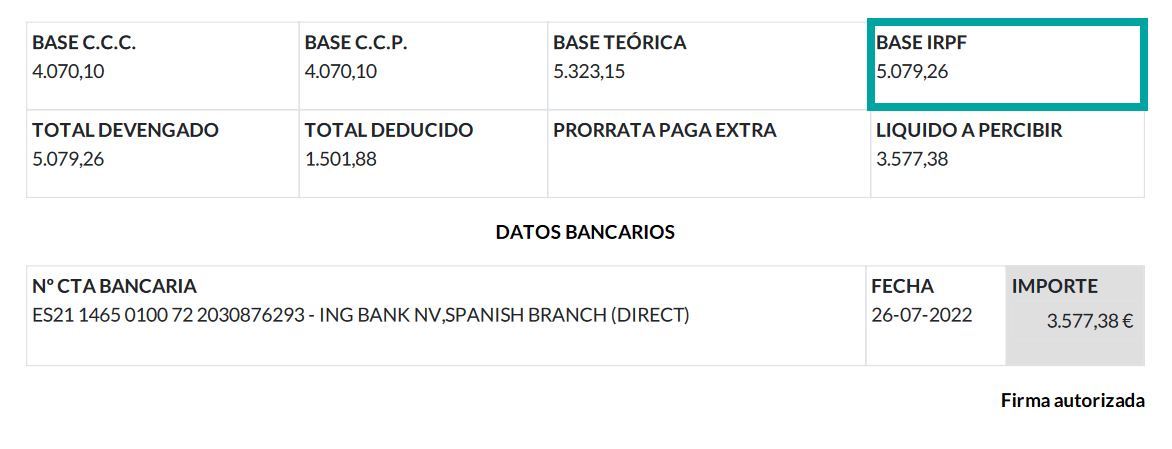 BASE C.C.C. BASE C.C.P. BASE TEÓRICA BASE IRPF
4.070,10 4.070,10 5.323,15 5.079,26
TOTAL DEVENGADO TOTAL DEDUCIDO PRORRATA PAGA EXTRA LIQUIDO A PERCIBIR
5.079,26 1.501,88 3.577,38
DATOS BANCARIOS
Nº CTA BANCARIA FECHA IMPORTE
ES21 1465 0100 72 2030876293 - ING BANK NV,SPANISH BRANCH (DIRECT) 26-07-2022 3.577,38 €
Firma autorizada